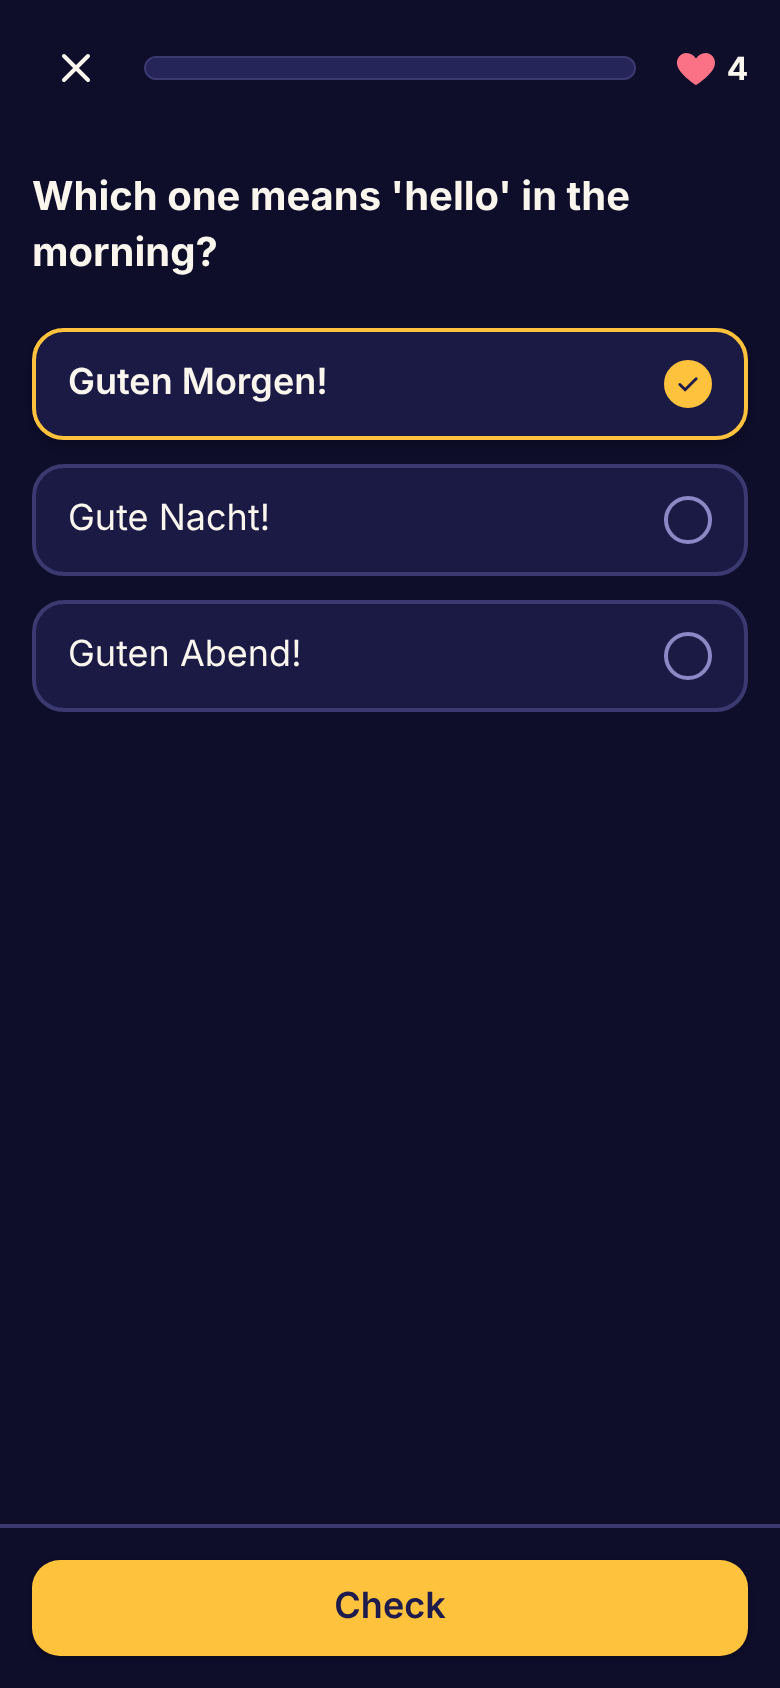 4
Which one means 'hello' in the
morning?
Guten Morgen!
Gute Nacht!
Guten Abend!
Check